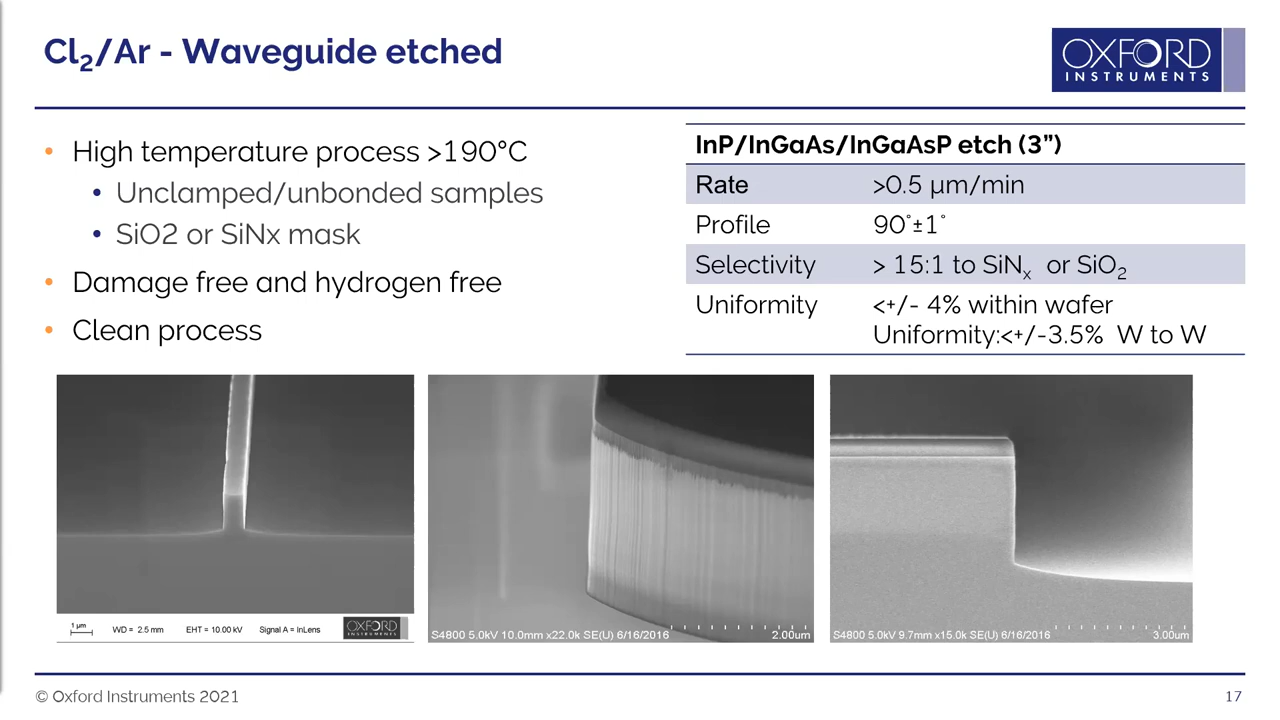 Cl₂/Ar - Waveguide etched
OXFORD
INSTRUMENTS
• High temperature process >190°C
• Unclamped/unbonded samples
• SiO2 or SiNx mask
• Damage free and hydrogen free
• Clean process
InP/InGaAs/InGaAsP etch (3”)
Rate >0.5 µm/min
Profile 90°±1°
Selectivity > 15:1 to SiNₓ or SiO₂
Uniformity <+/- 4% within wafer
Uniformity:<+/-3.5% W to W
1 µm WD = 2.5 mm EHT = 10.00 kV Signal A = InLens OXFORD INSTRUMENTS
S4800 5.0kV 10.0mm x22.0k SE(U) 6/16/2016 2.00um
S4800 5.0kV 9.7mm x15.0k SE(U) 6/16/2016 3.00um
© Oxford Instruments 2021
17